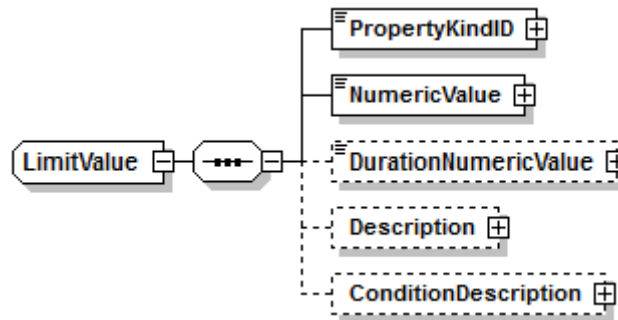 PropertyKindID
NumericValue
LimitValue
DurationNumericValue
Description
ConditionDescription